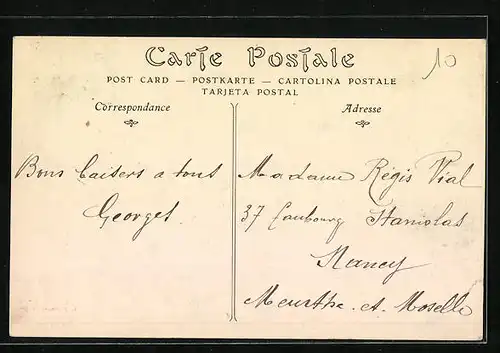 Carte Postale
10
POST CARD — POSTKARTE — CARTOLINA POSTALE
TARJETA POSTAL
Correspondance
Adresse
Bons baisers a tous
Georges
Madame Régis Vial
37 faubourg Stanislas
Nancy
Meurthe. et. Moselle